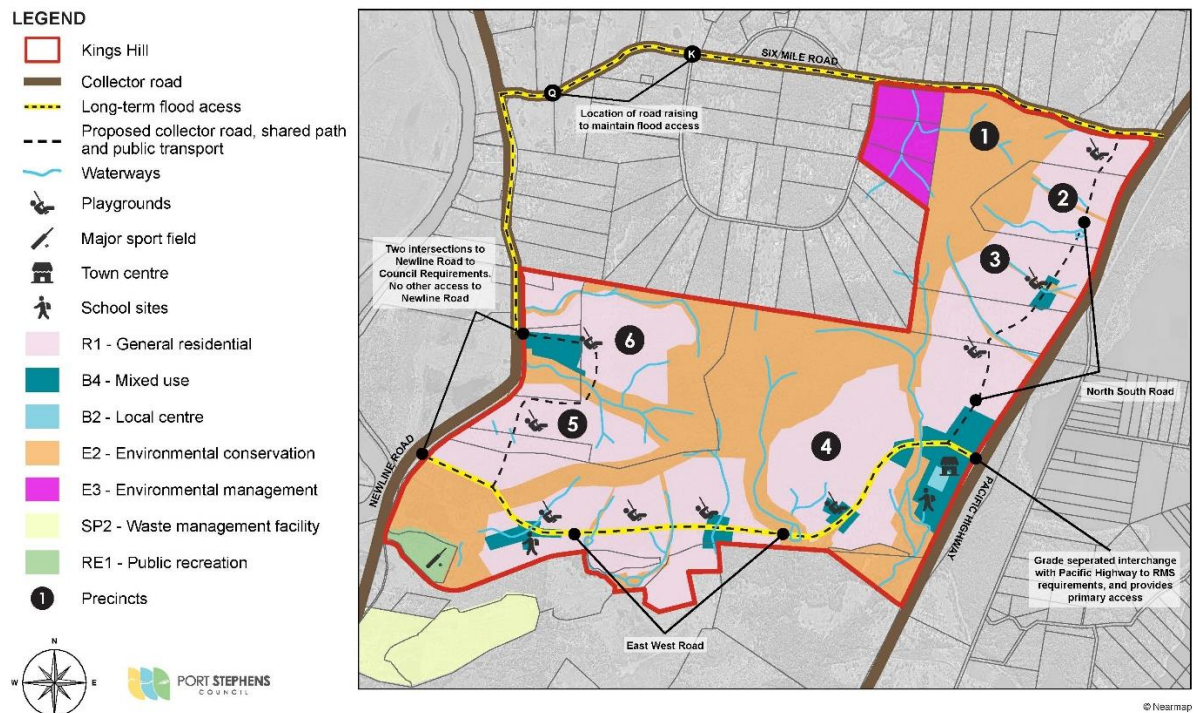 LEGEND
Kings Hill
Collector road
Long-term flood acess
Proposed collector road, shared path
and public transport
Waterways
Playgrounds
Major sport field
Town centre
School sites
R1 - General residential
B4 - Mixed use
B2 - Local centre
E2 - Environmental conservation
E3 - Environmental management
SP2 - Waste management facility
RE1 - Public recreation
1 Precincts
N
W E
S
PORT STEPHENS
COUNCIL
SIX MILE ROAD
K
Q
Location of road raising
to maintain flood access
1
2
3
Two intersections to
Newline Road to
Council Requirements.
No other access to
Newline Road
6
5
4
North South Road
NEWLINE ROAD
PACIFIC HIGHWAY
Grade seperated interchange
with Pacific Highway to RMS
requirements, and provides
primary access
East West Road
© Nearmap